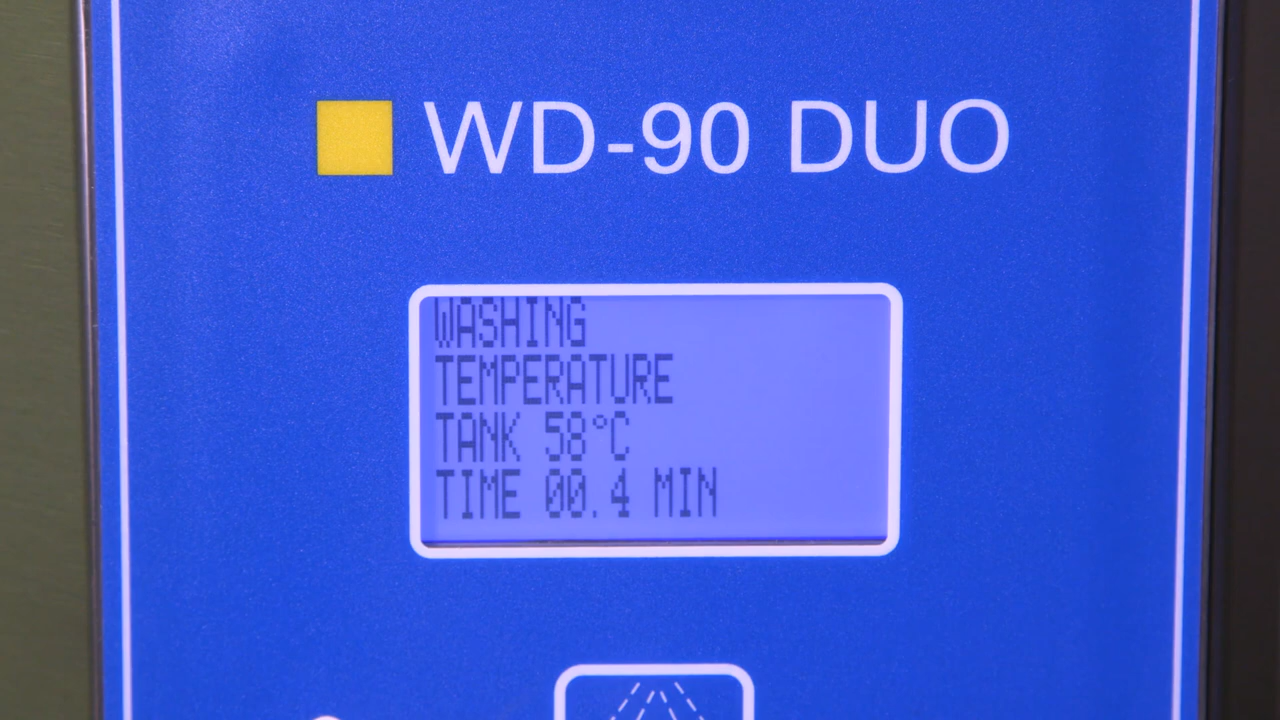 WD-90 DUO
WASHING
TEMPERATURE
TANK 58°C
TIME 00.4 MIN